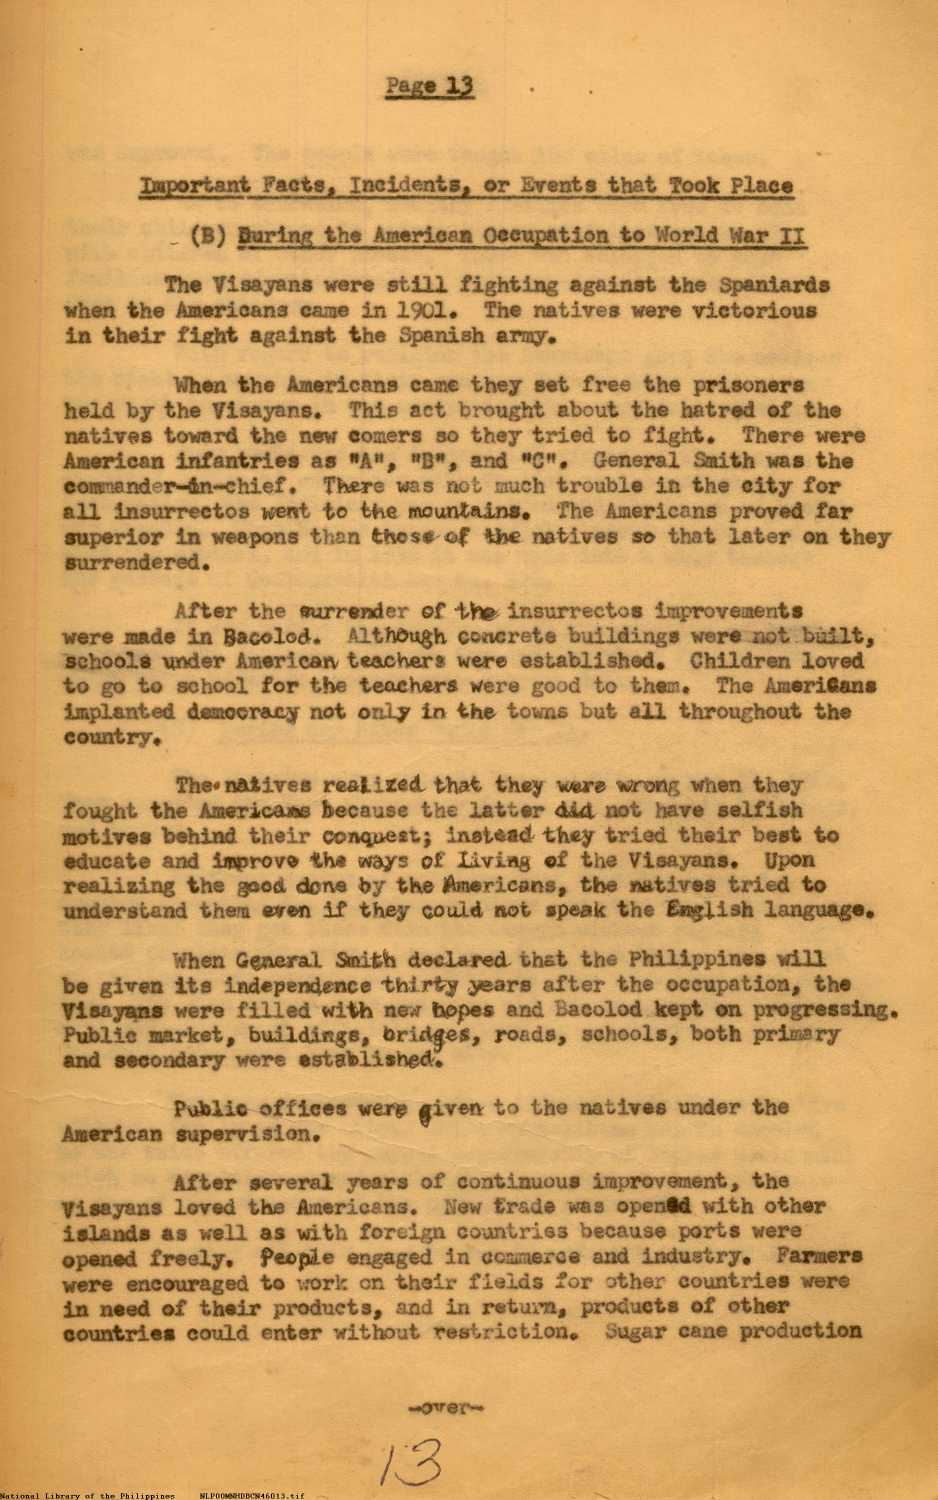 Page 13
Important Facts, Incidents, or Events that Took Place
(B) During the American Occupation to World War II
The Visayans were still fighting against the Spaniards
when the Americans came in 1901. The natives were victorious
in their fight against the Spanish army.
When the Americans came they set free the prisoners
held by the Visayans. This act brought about the hatred of the
natives toward the new comers so they tried to fight. There were
American infantries as "A", "B", and "C". General Smith was the
commander-in-chief. There was not much trouble in the city for
all insurrectos went to the mountains. The Americans proved far
superior in weapons than those of the natives so that later on they
surrendered.
After the surrender of the insurrectos improvements
were made in Bacolod. Although concrete buildings were not built,
schools under American teachers were established. Children loved
to go to school for the teachers were good to them. The Americans
implanted democracy not only in the towns but all throughout the
country.
The natives realized that they were wrong when they
fought the Americans because the latter did not have selfish
motives behind their conquest; instead they tried their best to
educate and improve the ways of living of the Visayans. Upon
realizing the good done by the Americans, the natives tried to
understand them even if they could not speak the English language.
When General Smith declared that the Philippines will
be given its independence thirty years after the occupation, the
Visayans were filled with new hopes and Bacolod kept on progressing.
Public market, buildings, bridges, roads, schools, both primary
and secondary were established.
Public offices were given to the natives under the
American supervision.
After several years of continuous improvement, the
Visayans loved the Americans. New trade was opened with other
islands as well as with foreign countries because ports were
opened freely. People engaged in commerce and industry. Farmers
were encouraged to work on their fields for other countries were
in need of their products, and in return, products of other
countries could enter without restriction. Sugar cane production
-over-
13
National Library of the Philippines NLPOOMNHDBCN46013.tif